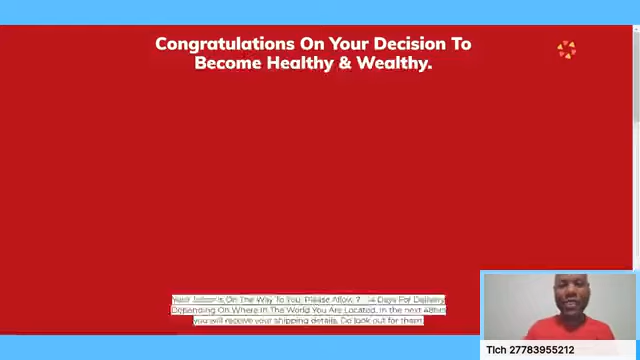 Congratulations On Your Decision To
Become Healthy & Wealthy.
Your is On The Way To You, Please Allow 7 Days For Delivery
Depending On Where In The World You Are Located. In the next 48hrs
you will receive your shipping details. Do look out for them.
Tlch 27783955212